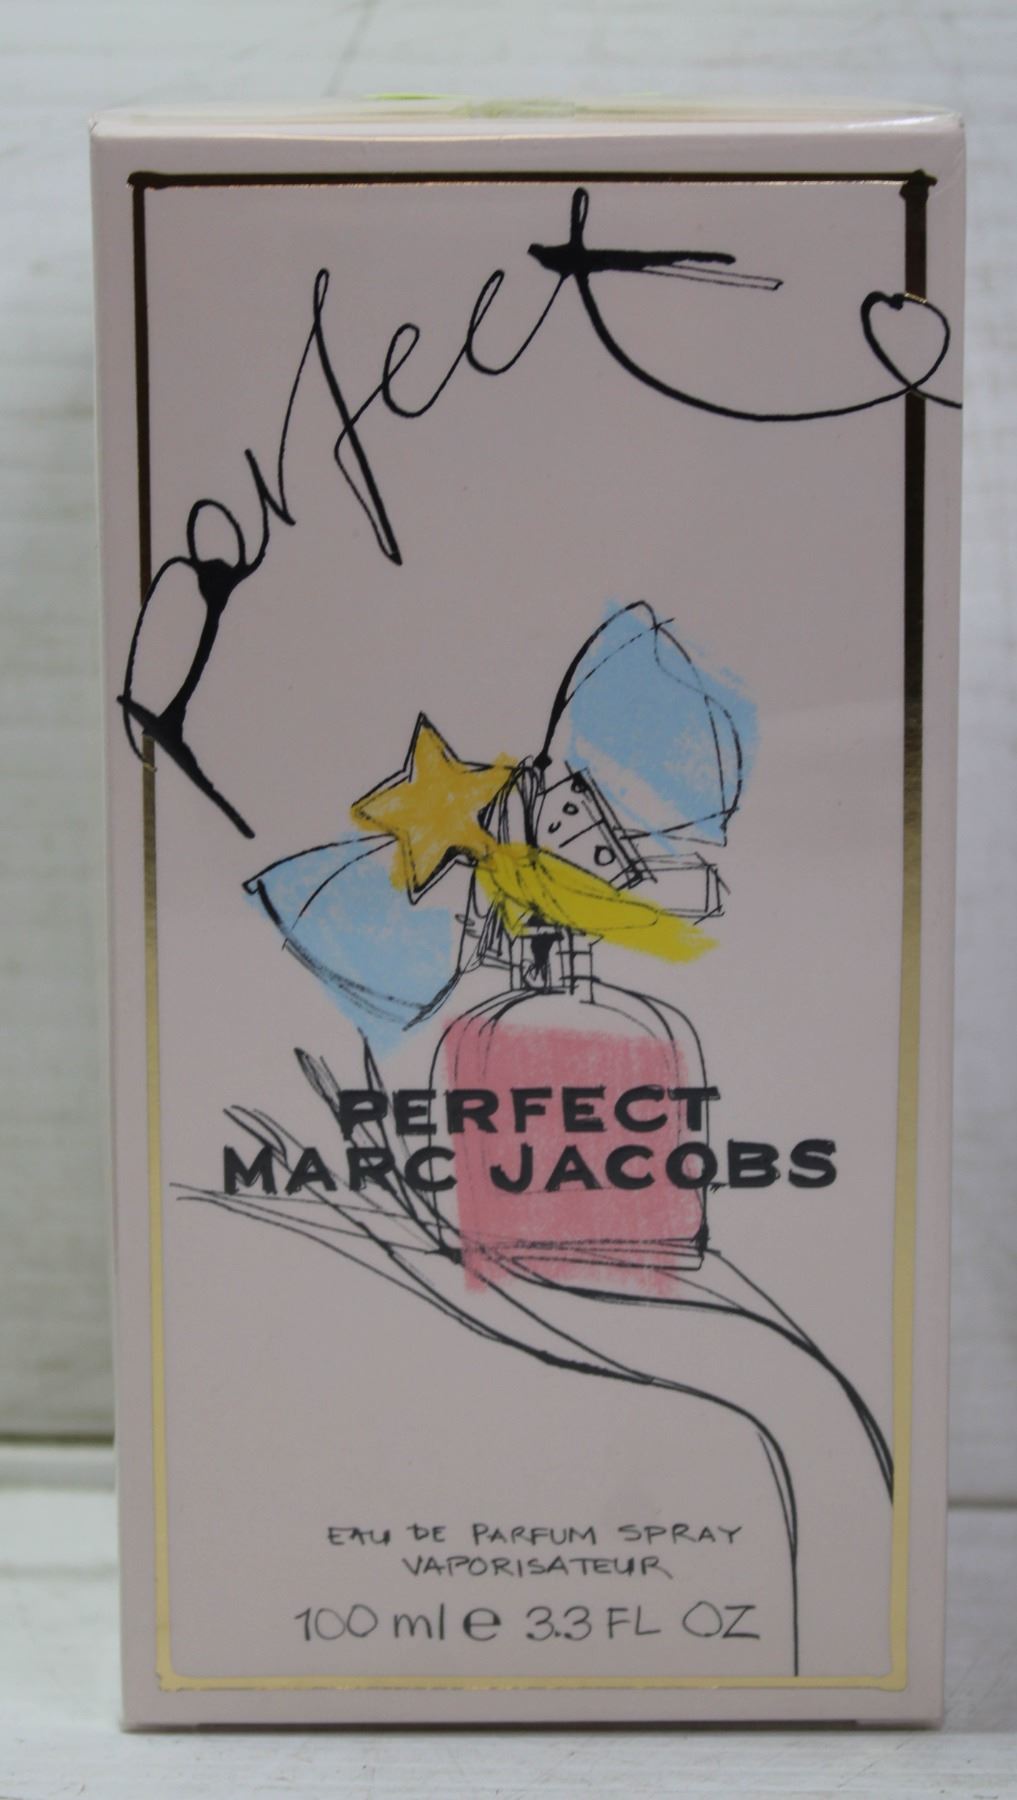 perfect
PERFECT
MARC JACOBS
EAU DE PARFUM SPRAY
VAPORISATEUR
100 ml e 3.3 FL OZ